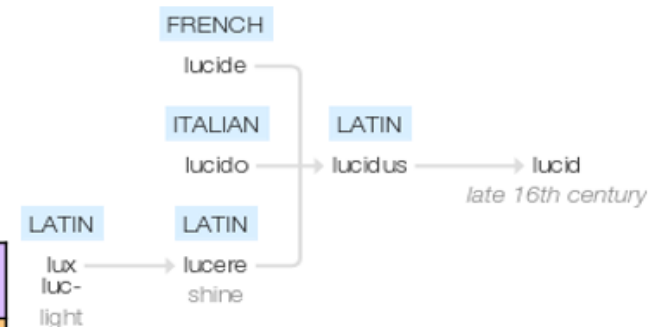 FRENCH
lucide
ITALIAN
LATIN
lucido
lucidus
lucid
late 16th century
LATIN
LATIN
lux
lucere
luc-
shine
light